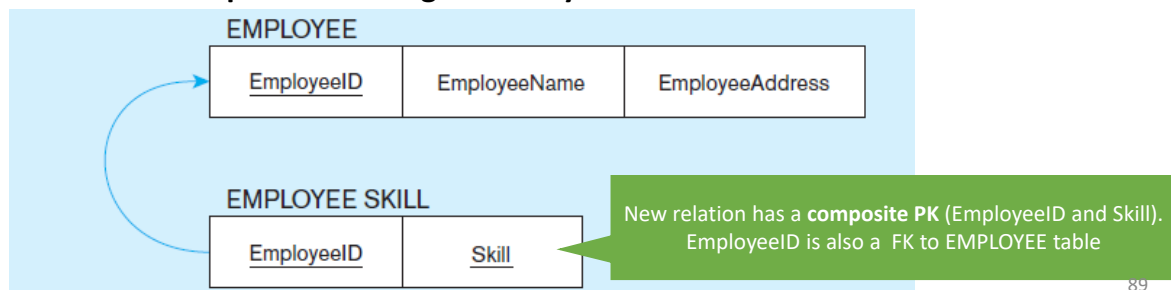 EMPLOYEE
EmployeeID EmployeeName EmployeeAddress
EMPLOYEE SKILL
EmployeeID Skill
New relation has a composite PK (EmployeeID and Skill).
EmployeeID is also a FK to EMPLOYEE table
89